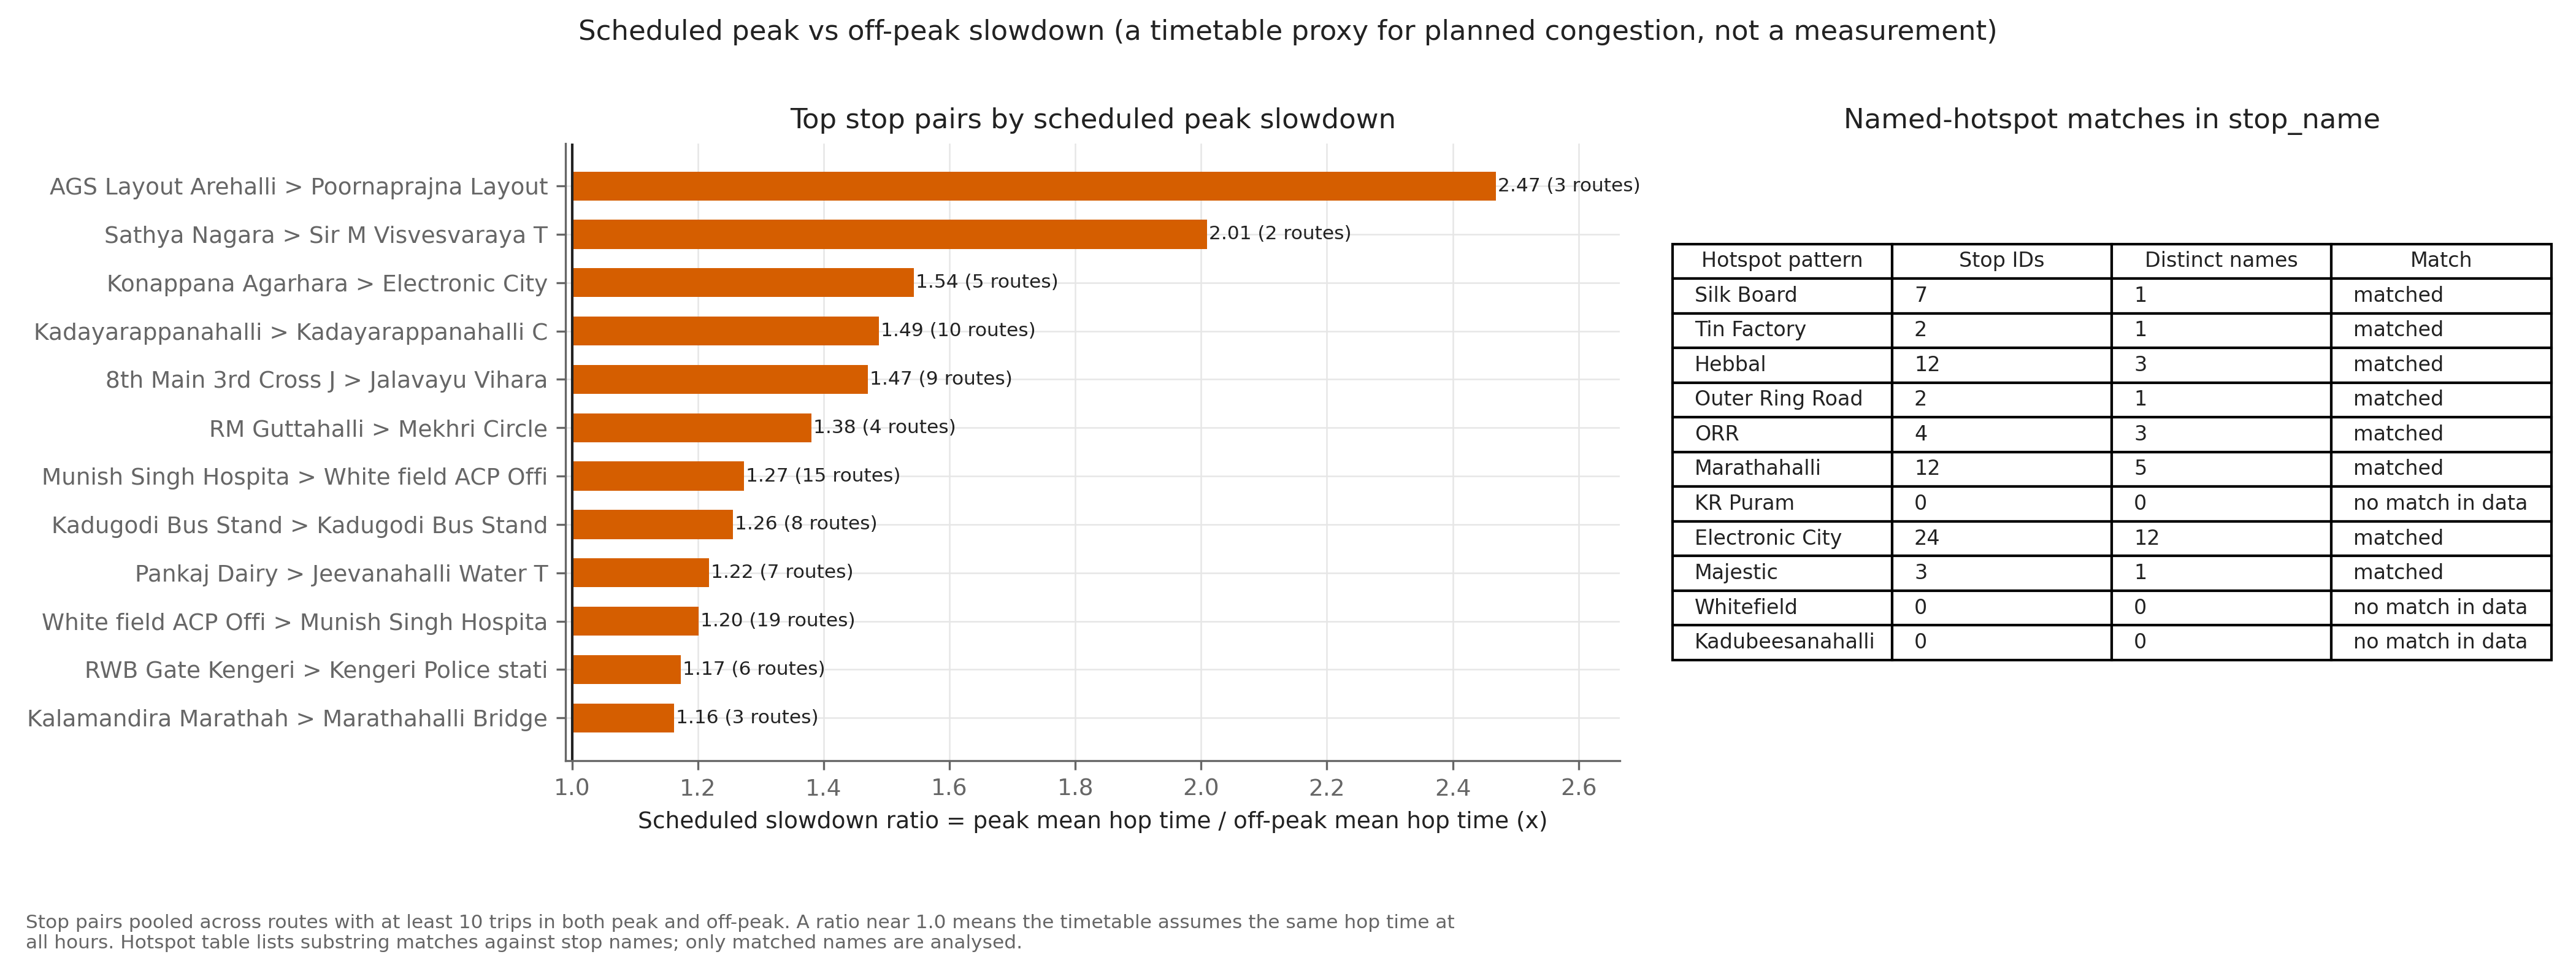 Scheduled peak vs off-peak slowdown (a timetable proxy for planned congestion, not a measurement)
Top stop pairs by scheduled peak slowdown
AGS Layout Arehalli > Poornaprajna Layout 2.47 (3 routes)
Sathya Nagara > Sir M Visvesvaraya T 2.01 (2 routes)
Konappana Agarhara > Electronic City 1.54 (5 routes)
Kadayarappanahalli > Kadayarappanahalli C 1.49 (10 routes)
8th Main 3rd Cross J > Jalavayu Vihara 1.47 (9 routes)
RM Guttahalli > Mekhri Circle 1.38 (4 routes)
Munish Singh Hospita > White field ACP Offi 1.27 (15 routes)
Kadugodi Bus Stand > Kadugodi Bus Stand 1.26 (8 routes)
Pankaj Dairy > Jeevanahalli Water T 1.22 (7 routes)
White field ACP Offi > Munish Singh Hospita 1.20 (19 routes)
RWB Gate Kengeri > Kengeri Police stati 1.17 (6 routes)
Kalamandira Marathah > Marathahalli Bridge 1.16 (3 routes)
1.0 1.2 1.4 1.6 1.8 2.0 2.2 2.4 2.6
Scheduled slowdown ratio = peak mean hop time / off-peak mean hop time (x)
Named-hotspot matches in stop_name
Hotspot pattern Stop IDs Distinct names Match
Silk Board 7 1 matched
Tin Factory 2 1 matched
Hebbal 12 3 matched
Outer Ring Road 2 1 matched
ORR 4 3 matched
Marathahalli 12 5 matched
KR Puram 0 0 no match in data
Electronic City 24 12 matched
Majestic 3 1 matched
Whitefield 0 0 no match in data
Kadubeesanahalli 0 0 no match in data
Stop pairs pooled across routes with at least 10 trips in both peak and off-peak. A ratio near 1.0 means the timetable assumes the same hop time at
all hours. Hotspot table lists substring matches against stop names; only matched names are analysed.